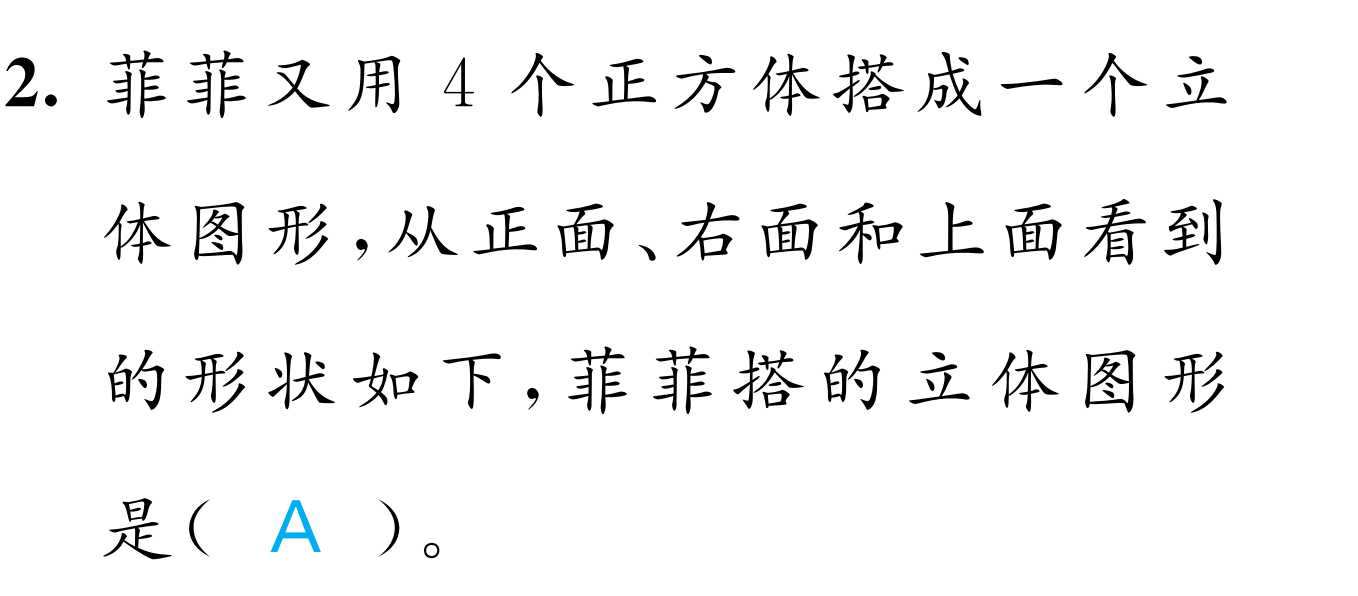 2. 菲菲又用 4 个正方体搭成一个立
体图形,从正面、右面和上面看到
的形状如下,菲菲搭的立体图形
是( A )。